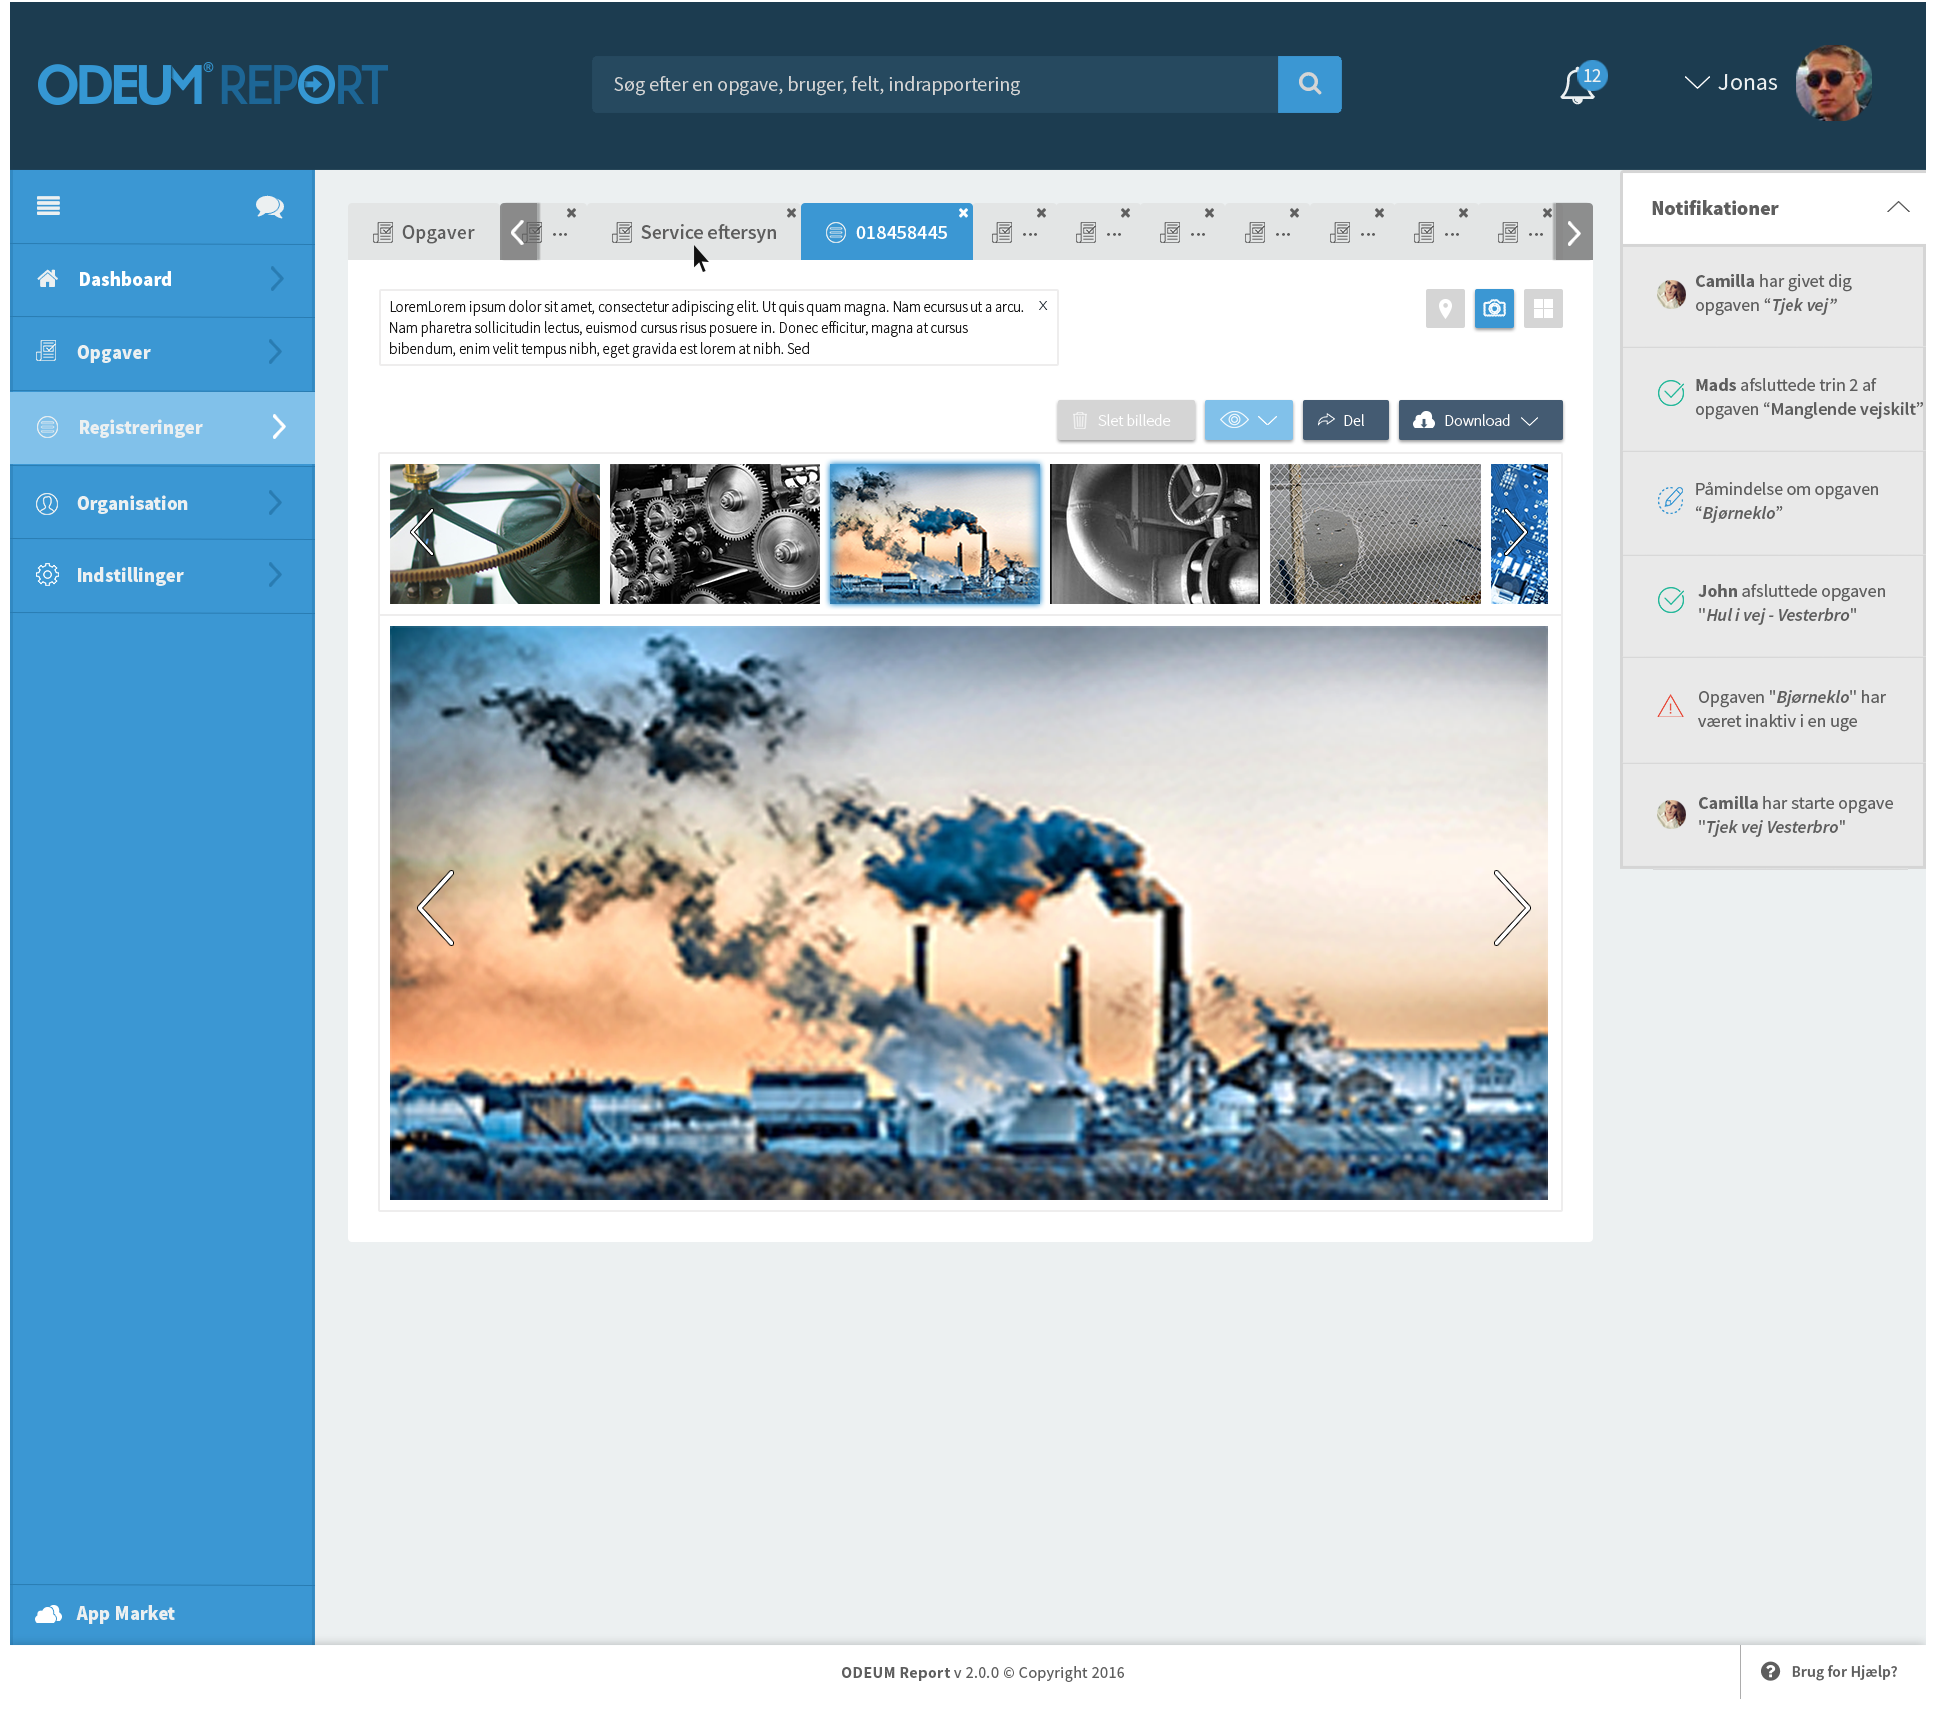 ODEUM® REPORT
Søg efter en opgave, bruger, felt, indrapportering
12
Jonas
Dashboard
Opgaver
Registreringer
Organisation
Indstillinger
App Market
Opgaver
...
Service eftersyn
018458445
...
...
...
...
...
...
...
LoremLorem ipsum dolor sit amet, consectetur adipiscing elit. Ut quis quam magna. Nam ecursus ut a arcu.
X
Nam pharetra sollicitudin lectus, euismod cursus risus posuere in. Donec efficitur, magna at cursus
bibendum, enim velit tempus nibh, eget gravida est lorem at nibh. Sed
Slet billede
Del
Download
Notifikationer
Camilla har givet dig
opgaven “Tjek vej”
Mads afsluttede trin 2 af
opgaven “Manglende vejskilt”
Påmindelse om opgaven
“Bjørneklo”
John afsluttede opgaven
"Hul i vej - Vesterbro"
Opgaven "Bjørneklo" har
været inaktiv i en uge
Camilla har starte opgave
"Tjek vej Vesterbro"
ODEUM Report v 2.0.0 © Copyright 2016
Brug for Hjælp?